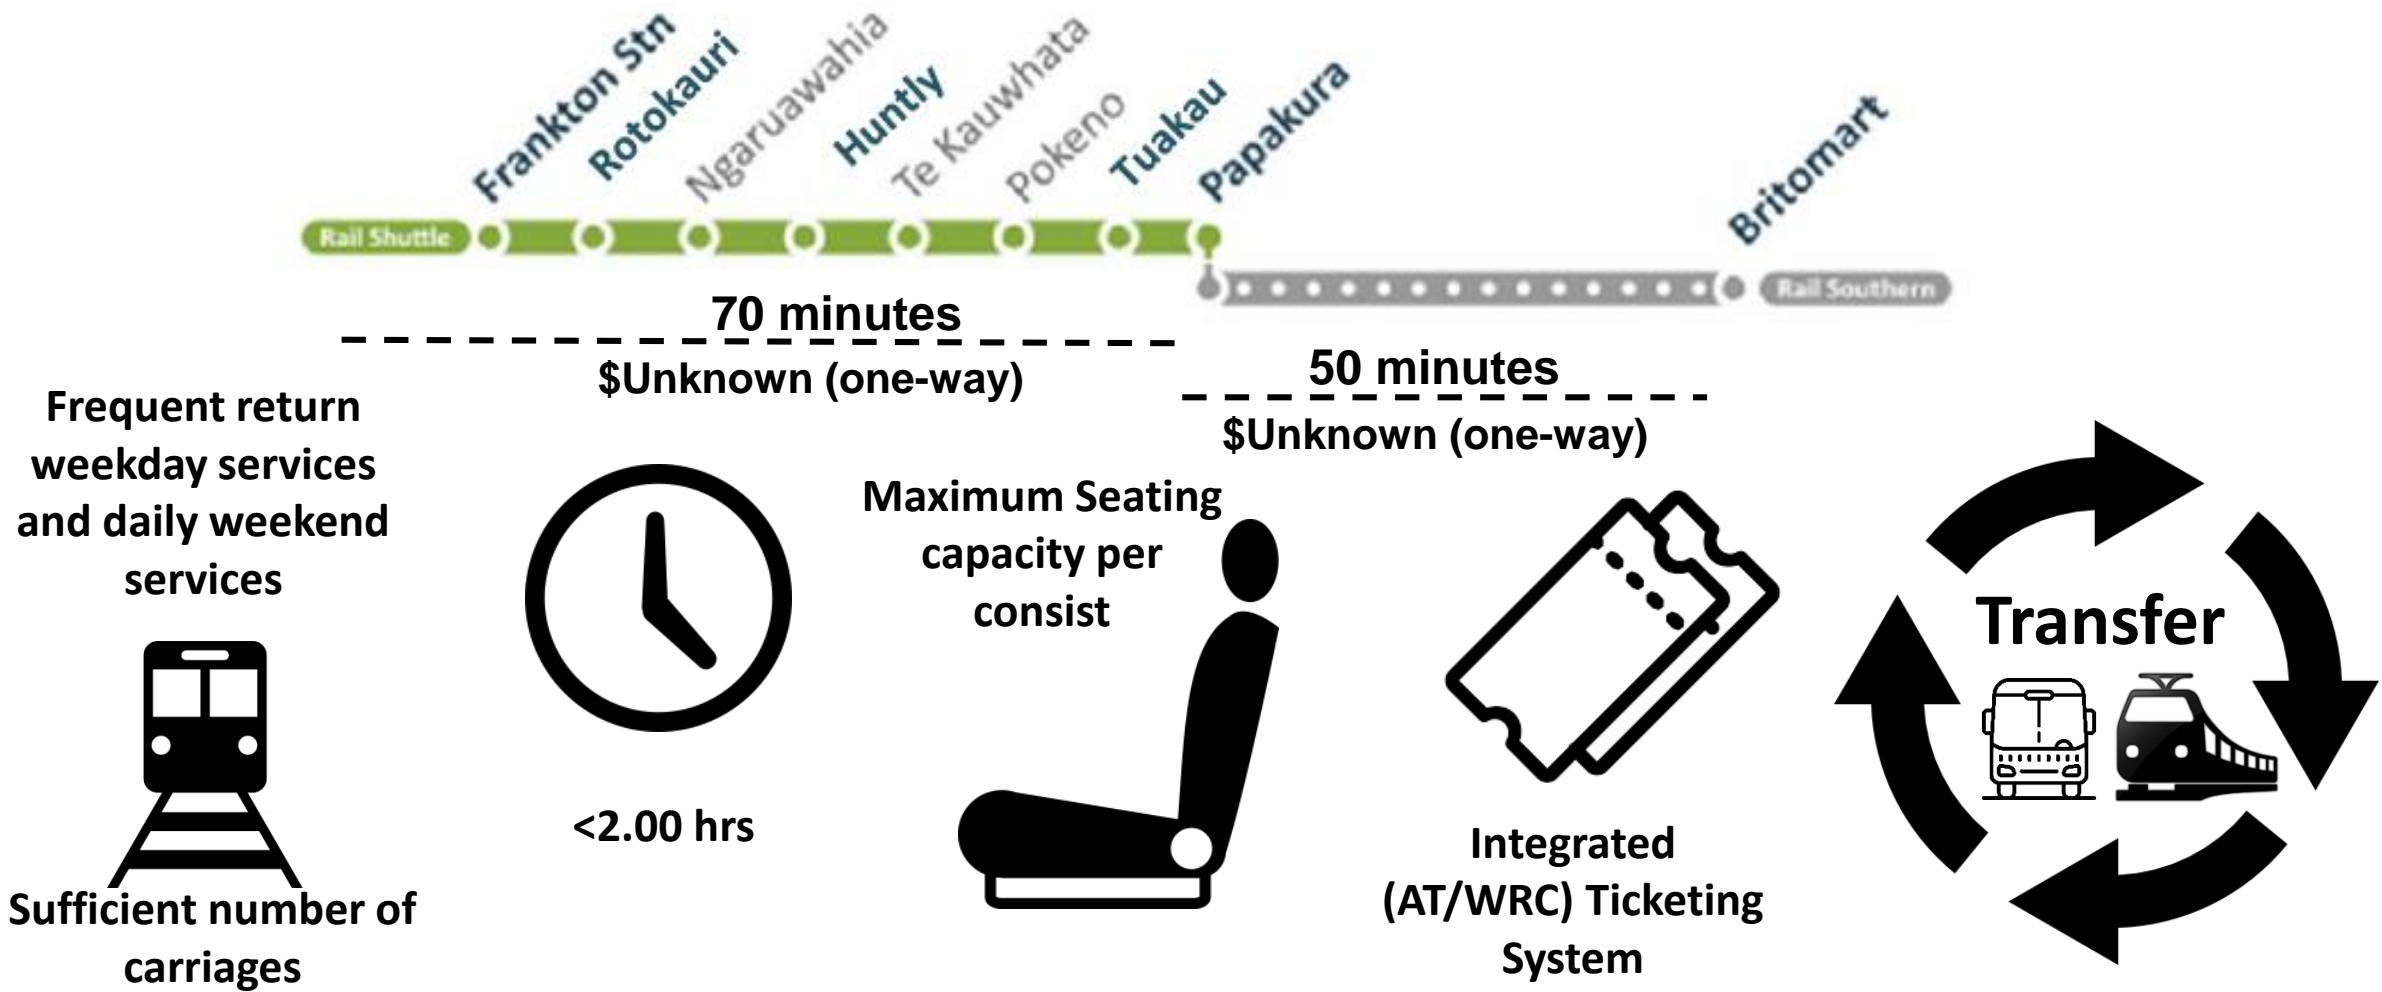 Frankton Stn
Rotokauri
Ngaruawahia
Huntly
Te Kauwhata
Pokeno
Tuakau
Papakura
Britomart
Rail Shuttle
Rail Southern
70 minutes
$Unknown (one-way)
50 minutes
$Unknown (one-way)
Frequent return
weekday services
and daily weekend
services
Sufficient number of
carriages
<2.00 hrs
Maximum Seating
capacity per
consist
Integrated
(AT/WRC) Ticketing
System
Transfer